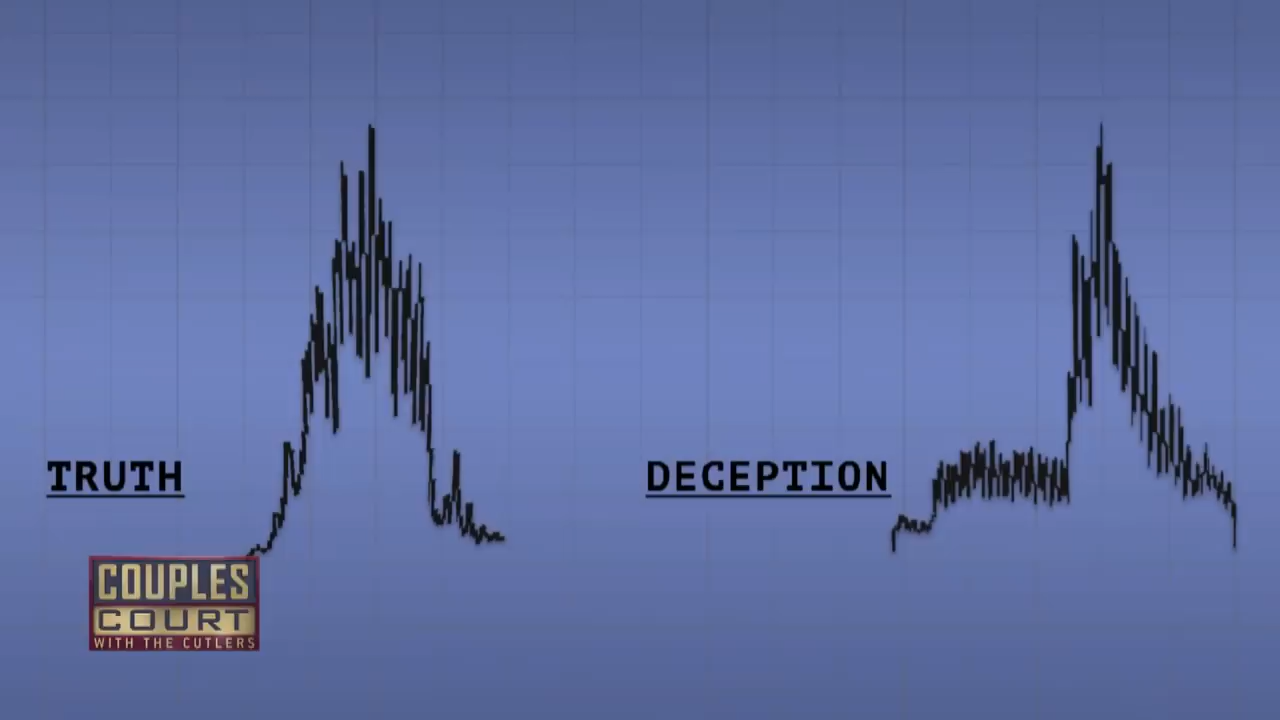 TRUTH
DECEPTION
COUPLES
COURT
WITH THE CUTLERS